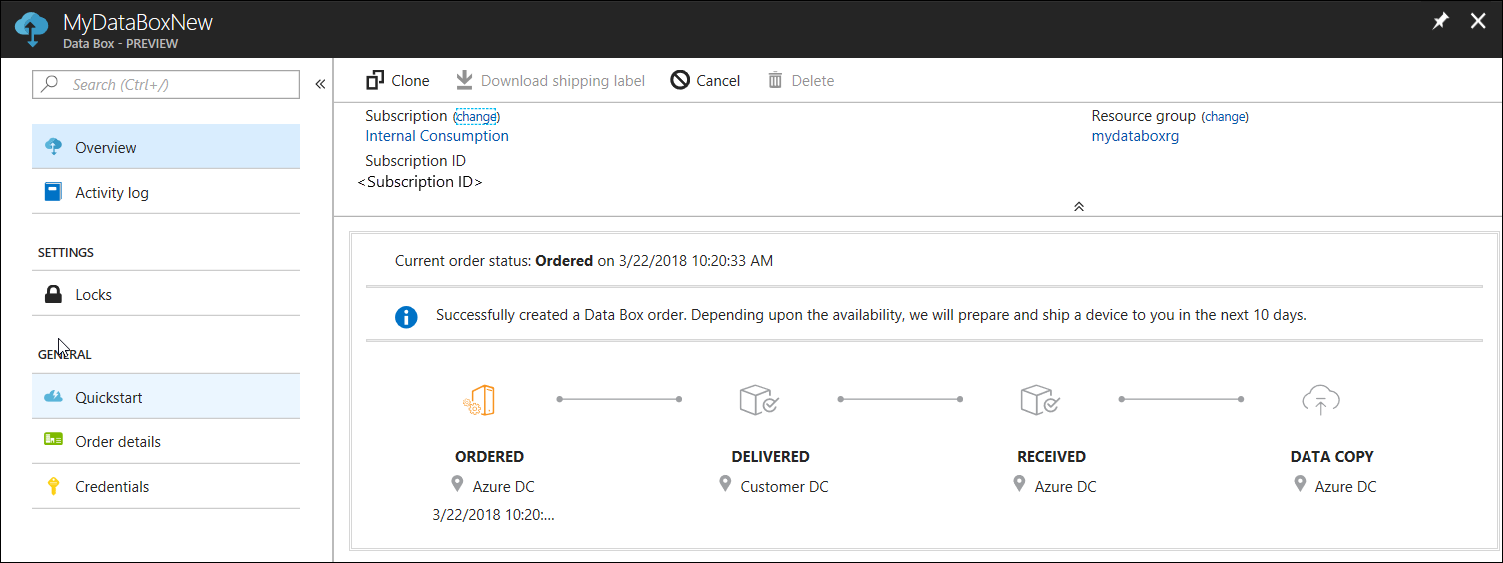 MyDataBoxNew
Data Box - PREVIEW
Search (Ctrl+/)
Overview
Activity log
SETTINGS
Locks
GENERAL
Quickstart
Order details
Credentials
Clone Download shipping label Cancel Delete
Subscription (change) Resource group (change)
Internal Consumption mydataboxrg
Subscription ID
<Subscription ID>
Current order status: Ordered on 3/22/2018 10:20:33 AM
Successfully created a Data Box order. Depending upon the availability, we will prepare and ship a device to you in the next 10 days.
ORDERED DELIVERED RECEIVED DATA COPY
Azure DC Customer DC Azure DC Azure DC
3/22/2018 10:20:...